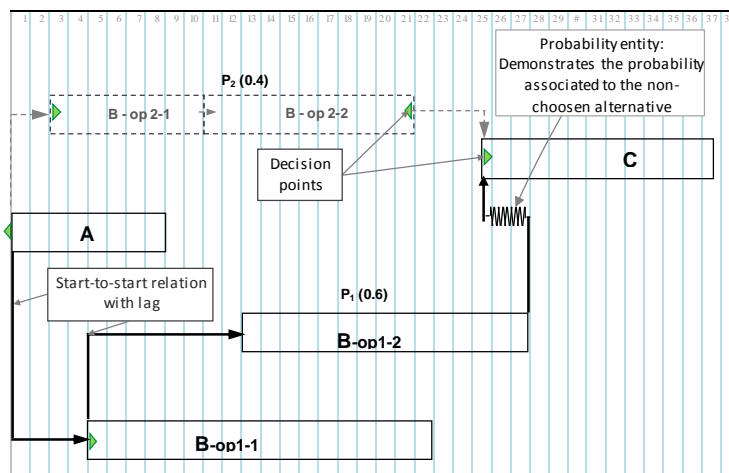 1 2 3 4 5 6 7 8 9 10 11 12 13 14 15 16 17 18 19 20 21 22 23 24 25 26 27 28 29 # 31 32 33 34 35 36 37 3
Probability entity:
Demonstrates the probability
associated to the non-
choosen alternative
P2 (0.4)
B - op 2-1
B - op 2-2
Decision
points
C
A
Start-to-start relation
with lag
P1 (0.6)
B-op1-2
B-op1-1